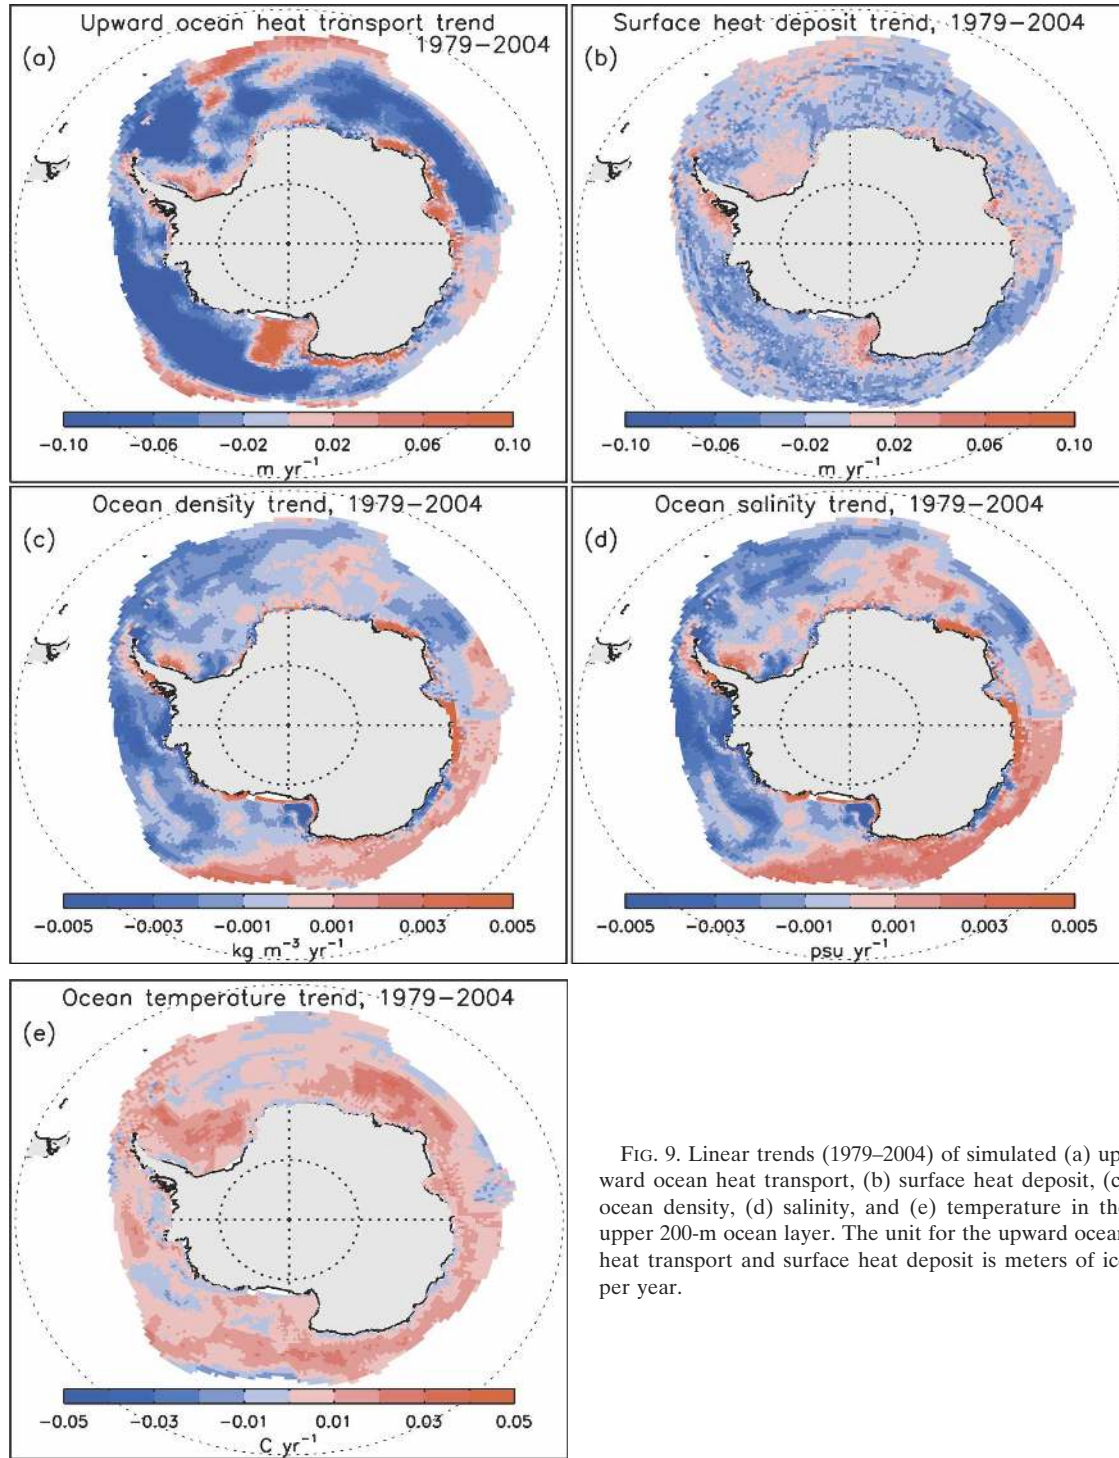 Upward ocean heat transport trend
1979−2004
(a)
−0.10 −0.06 −0.02 0.02 0.06 0.10
m yr⁻¹
Surface heat deposit trend, 1979−2004
(b)
−0.10 −0.06 −0.02 0.02 0.06 0.10
m yr⁻¹
Ocean density trend, 1979−2004
(c)
−0.005 −0.003 −0.001 0.001 0.003 0.005
kg m⁻³ yr⁻¹
Ocean salinity trend, 1979−2004
(d)
−0.005 −0.003 −0.001 0.001 0.003 0.005
psu yr⁻¹
Ocean temperature trend, 1979−2004
(e)
−0.05 −0.03 −0.01 0.01 0.03 0.05
C yr⁻¹
FIG. 9. Linear trends (1979–2004) of simulated (a) up
ward ocean heat transport, (b) surface heat deposit, (c
ocean density, (d) salinity, and (e) temperature in the
upper 200-m ocean layer. The unit for the upward ocean
heat transport and surface heat deposit is meters of ice
per year.